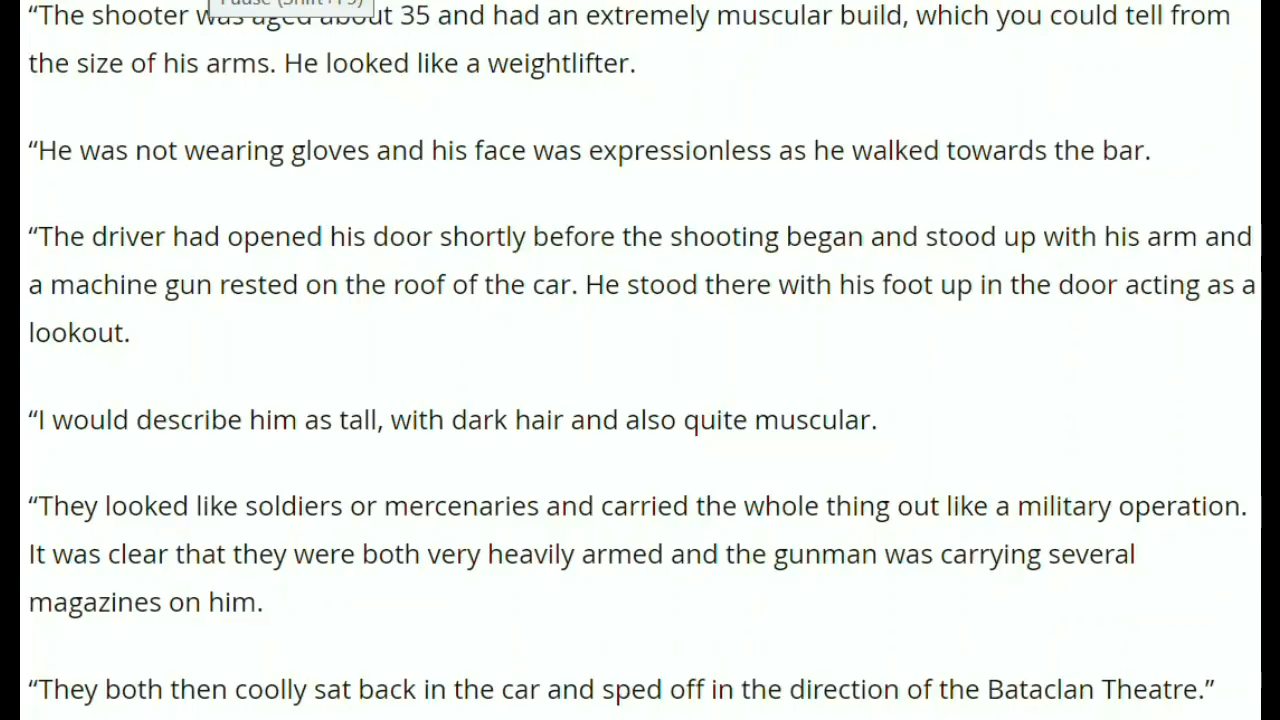 “The shooter was aged about 35 and had an extremely muscular build, which you could tell from
the size of his arms. He looked like a weightlifter.
“He was not wearing gloves and his face was expressionless as he walked towards the bar.
“The driver had opened his door shortly before the shooting began and stood up with his arm and
a machine gun rested on the roof of the car. He stood there with his foot up in the door acting as a
lookout.
“I would describe him as tall, with dark hair and also quite muscular.
“They looked like soldiers or mercenaries and carried the whole thing out like a military operation.
It was clear that they were both very heavily armed and the gunman was carrying several
magazines on him.
“They both then coolly sat back in the car and sped off in the direction of the Bataclan Theatre.”